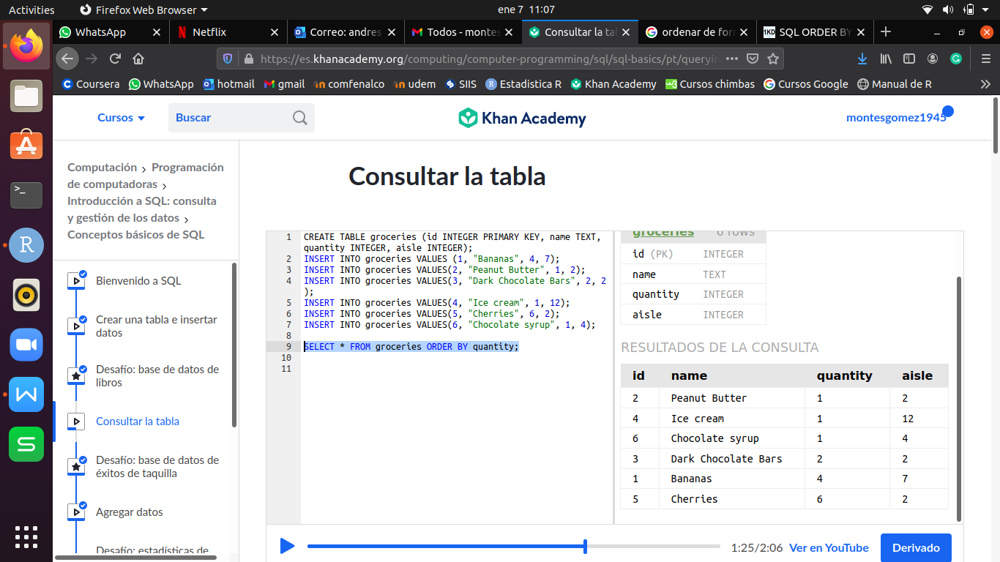 Activities
Firefox Web Browser
ene 7 11:07
WhatsApp
Netflix
Correo: andres
Todos - montes
Consultar la tab
ordenar de for
1KD SQL ORDER BY
https://es.khanacademy.org/computing/computer-programming/sql/sql-basics/pt/queryin
Coursera
WhatsApp
hotmail
gmail
comfenalco
udem
SIIS
Estadistica R
Khan Academy
Cursos chimbas
Cursos Google
Manual de R
Cursos
Buscar
Khan Academy
montesgomez1945
Computación > Programación
de computadoras >
Introducción a SQL: consulta
y gestión de los datos >
Conceptos básicos de SQL
Bienvenido a SQL
Crear una tabla e insertar
datos
Desafío: base de datos de
libros
Consultar la tabla
Desafío: base de datos de
éxitos de taquilla
Agregar datos
Desafío: estadísticas de
Consultar la tabla
1 CREATE TABLE groceries (id INTEGER PRIMARY KEY, name TEXT,
quantity INTEGER, aisle INTEGER);
2 INSERT INTO groceries VALUES (1, "Bananas", 4, 7);
3 INSERT INTO groceries VALUES(2, "Peanut Butter", 1, 2);
4 INSERT INTO groceries VALUES(3, "Dark Chocolate Bars", 2, 2
);
5 INSERT INTO groceries VALUES(4, "Ice cream", 1, 12);
6 INSERT INTO groceries VALUES(5, "Cherries", 6, 2);
7 INSERT INTO groceries VALUES(6, "Chocolate syrup", 1, 4);
8
9 SELECT * FROM groceries ORDER BY quantity;
10
11
groceries 6 rows
id (PK) INTEGER
name TEXT
quantity INTEGER
aisle INTEGER
RESULTADOS DE LA CONSULTA
id name quantity aisle
2 Peanut Butter 1 2
4 Ice cream 1 12
6 Chocolate syrup 1 4
3 Dark Chocolate Bars 2 2
1 Bananas 4 7
5 Cherries 6 2
1:25/2:06 Ver en YouTube Derivado